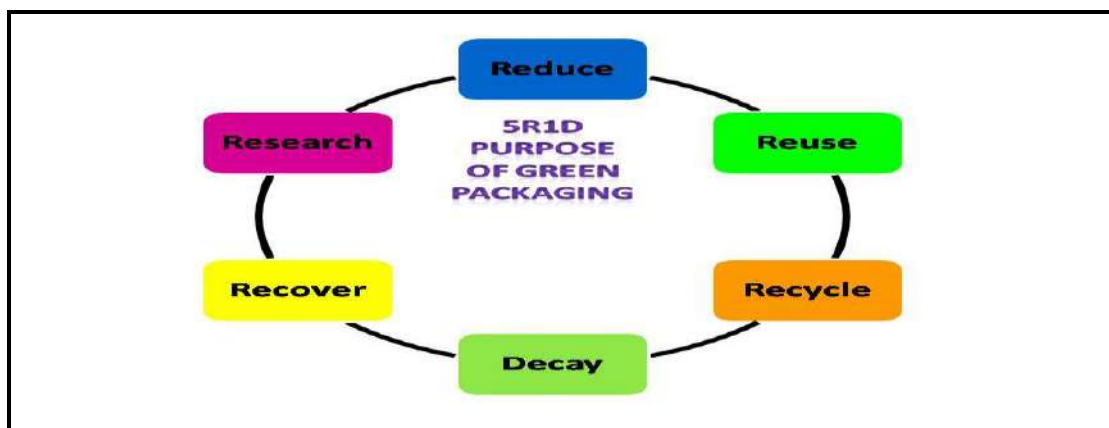 Reduce
Research
5R1D
PURPOSE
OF GREEN
PACKAGING
Reuse
Recover
Recycle
Decay